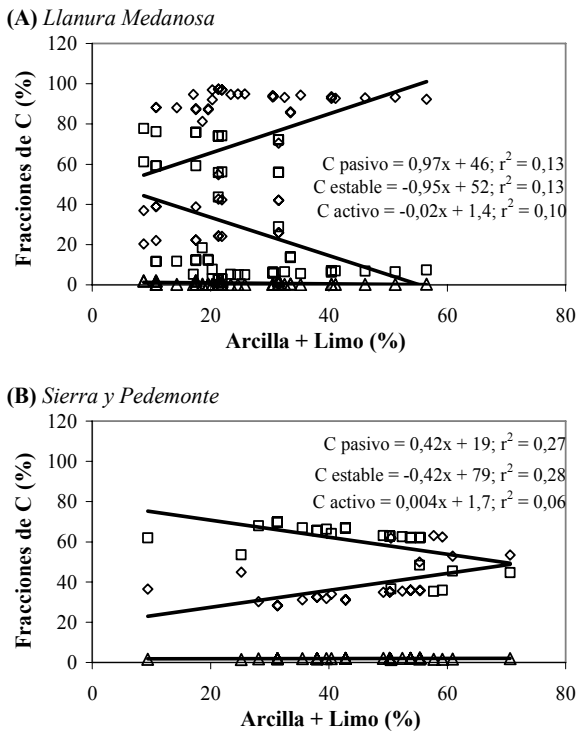 (A) Llanura Medanosa
120
100
80
60
40
20
0
Fracciones de C (%)
C pasivo = 0,97x + 46; r² = 0,13
C estable = -0,95x + 52; r² = 0,13
C activo = -0,02x + 1,4; r² = 0,10
0 20 40 60 80
Arcilla + Limo (%)
(B) Sierra y Pedemonte
120
100
80
60
40
20
0
Fracciones de C (%)
C pasivo = 0,42x + 19; r² = 0,27
C estable = -0,42x + 79; r² = 0,28
C activo = 0,004x + 1,7; r² = 0,06
0 20 40 60 80
Arcilla + Limo (%)